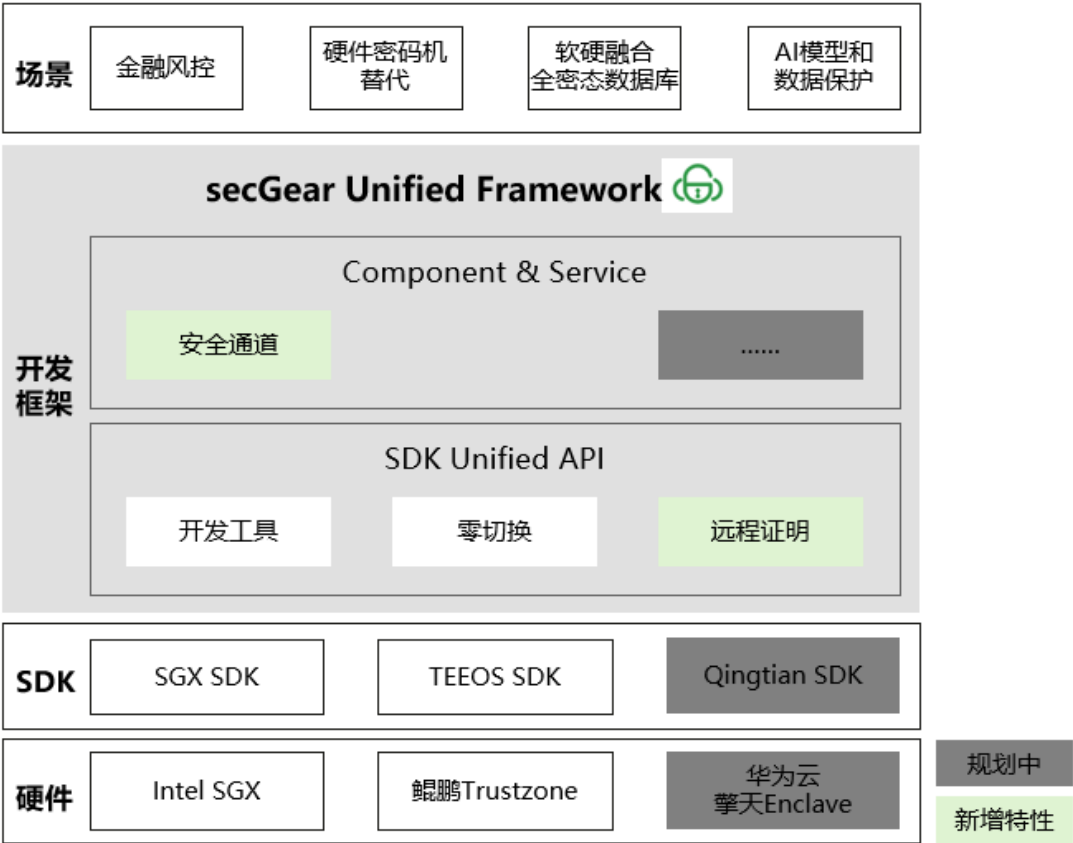 场景
金融风控
硬件密码机
替代
软硬融合
全密态数据库
AI模型和
数据保护
secGear Unified Framework
开发
框架
Component & Service
安全通道
......
SDK Unified API
开发工具
零切换
远程证明
SDK
SGX SDK
TEEOS SDK
Qingtian SDK
硬件
Intel SGX
鲲鹏Trustzone
华为云
擎天Enclave
规划中
新增特性